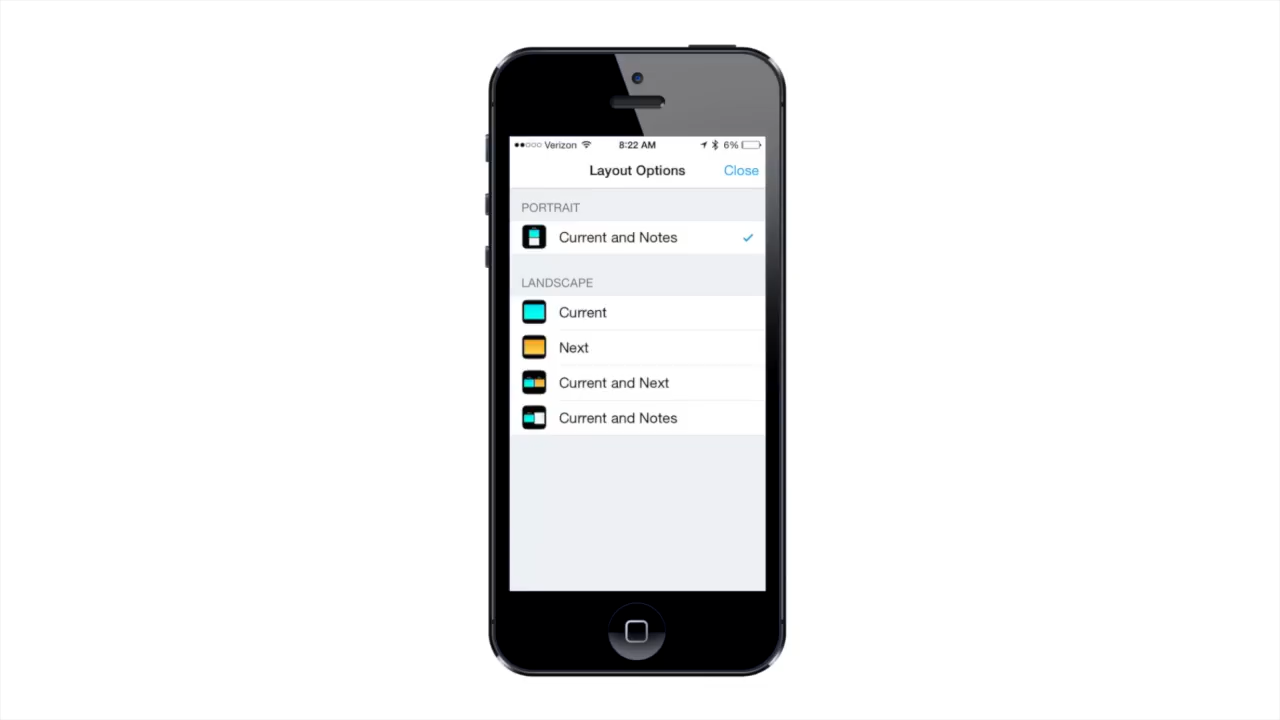 Verizon 8:22 AM 6%
Layout Options Close
PORTRAIT
Current and Notes
LANDSCAPE
Current
Next
Current and Next
Current and Notes